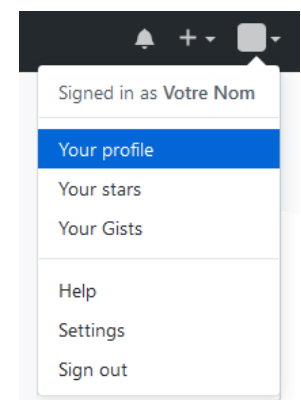 Signed in as Votre Nom
Your profile
Your stars
Your Gists
Help
Settings
Sign out